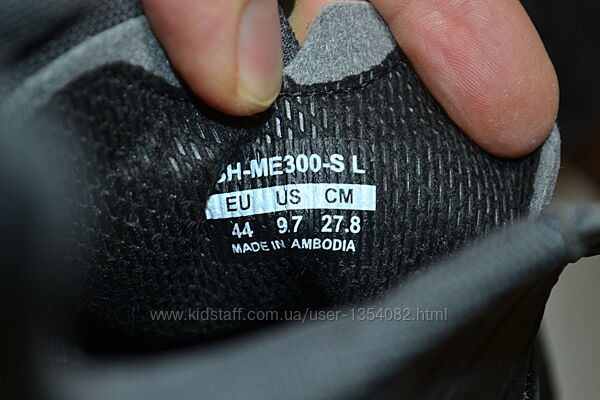 SH-ME300-S L
EU US CM
44 9.7 27.8
MADE IN AMBODIA
www.kidstaff.com.ua/user-1354082.html